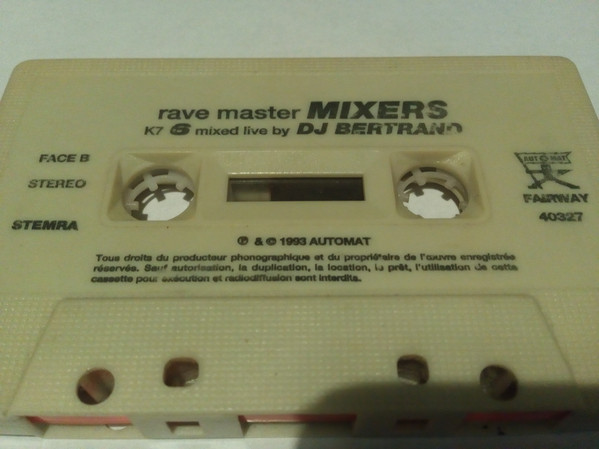 rave master MIXERS
K7 6 mixed live by DJ BERTRAND
FACE B
STEREO
STEMRA
AUTOMAT
FAIRWAY
40327
℗ & © 1993 AUTOMAT
Tous droits du producteur phonographique et du propriétaire de l'œuvre enregistrée
réservés. Sauf autorisation, la duplication, la location, le prêt, l'utilisation de cette
cassette pour exécution et radiodiffusion sont interdits.